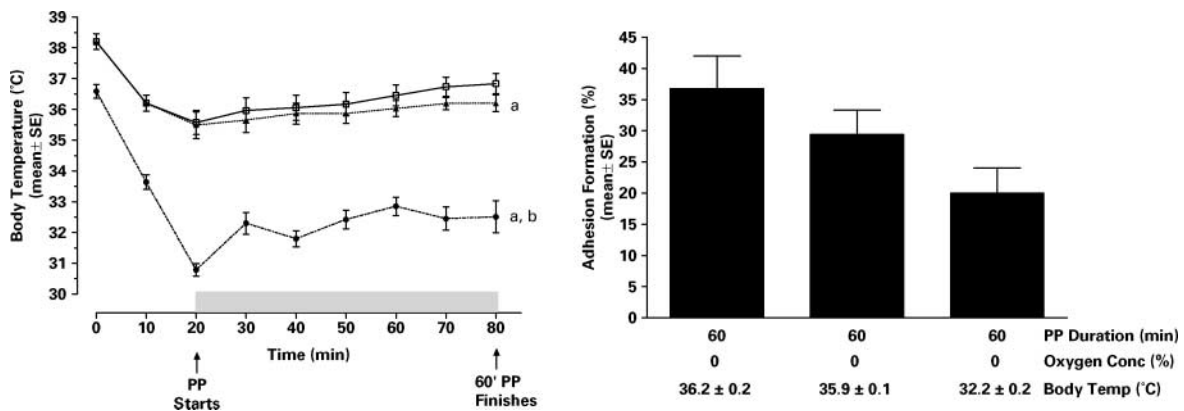 Body Temperature (°C)
(mean± SE)
39
38
37
36
35
34
33
32
31
30
a
a, b
0 10 20 30 40 50 60 70 80
Time (min)
PP
Starts
60' PP
Finishes
Adhesion Formation (%)
(mean± SE)
45
40
35
30
25
20
15
10
5
0
60 60 60 PP Duration (min)
0 0 0 Oxygen Conc (%)
36.2 ± 0.2 35.9 ± 0.1 32.2 ± 0.2 Body Temp (°C)